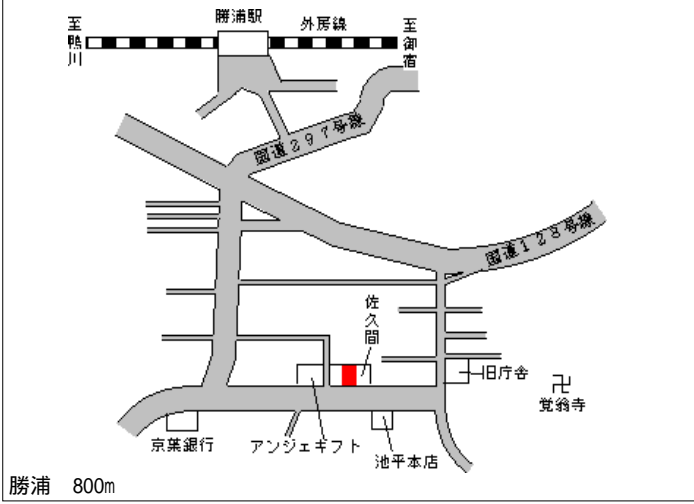 勝浦駅
外房線
至鴨川
至御宿
国道297号線
国道128号線
佐久間
旧庁舎
覚翁寺
京葉銀行
アンジェギフト
池平本店
勝浦　800m